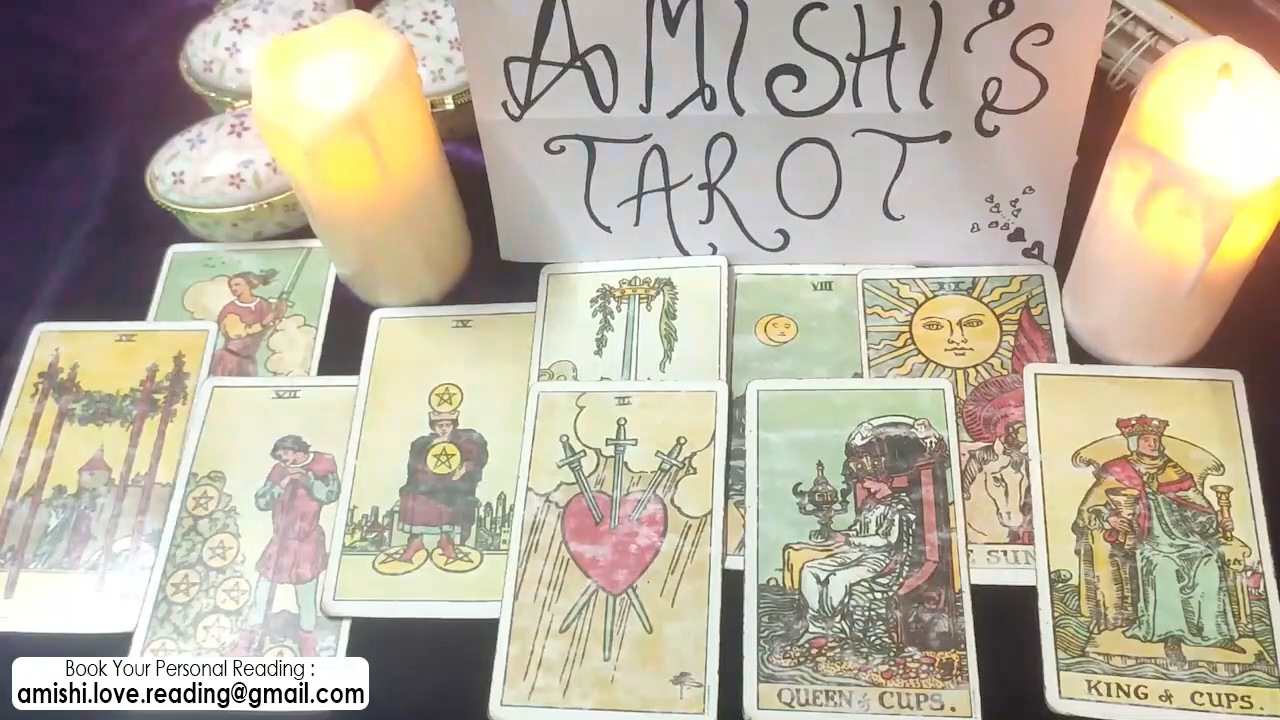 AMISHI'S
TAROT
VIII
XIX
IV
IV
VII
III
E SUN
QUEEN of CUPS.
KING of CUPS.
Book Your Personal Reading :
amishi.love.reading@gmail.com